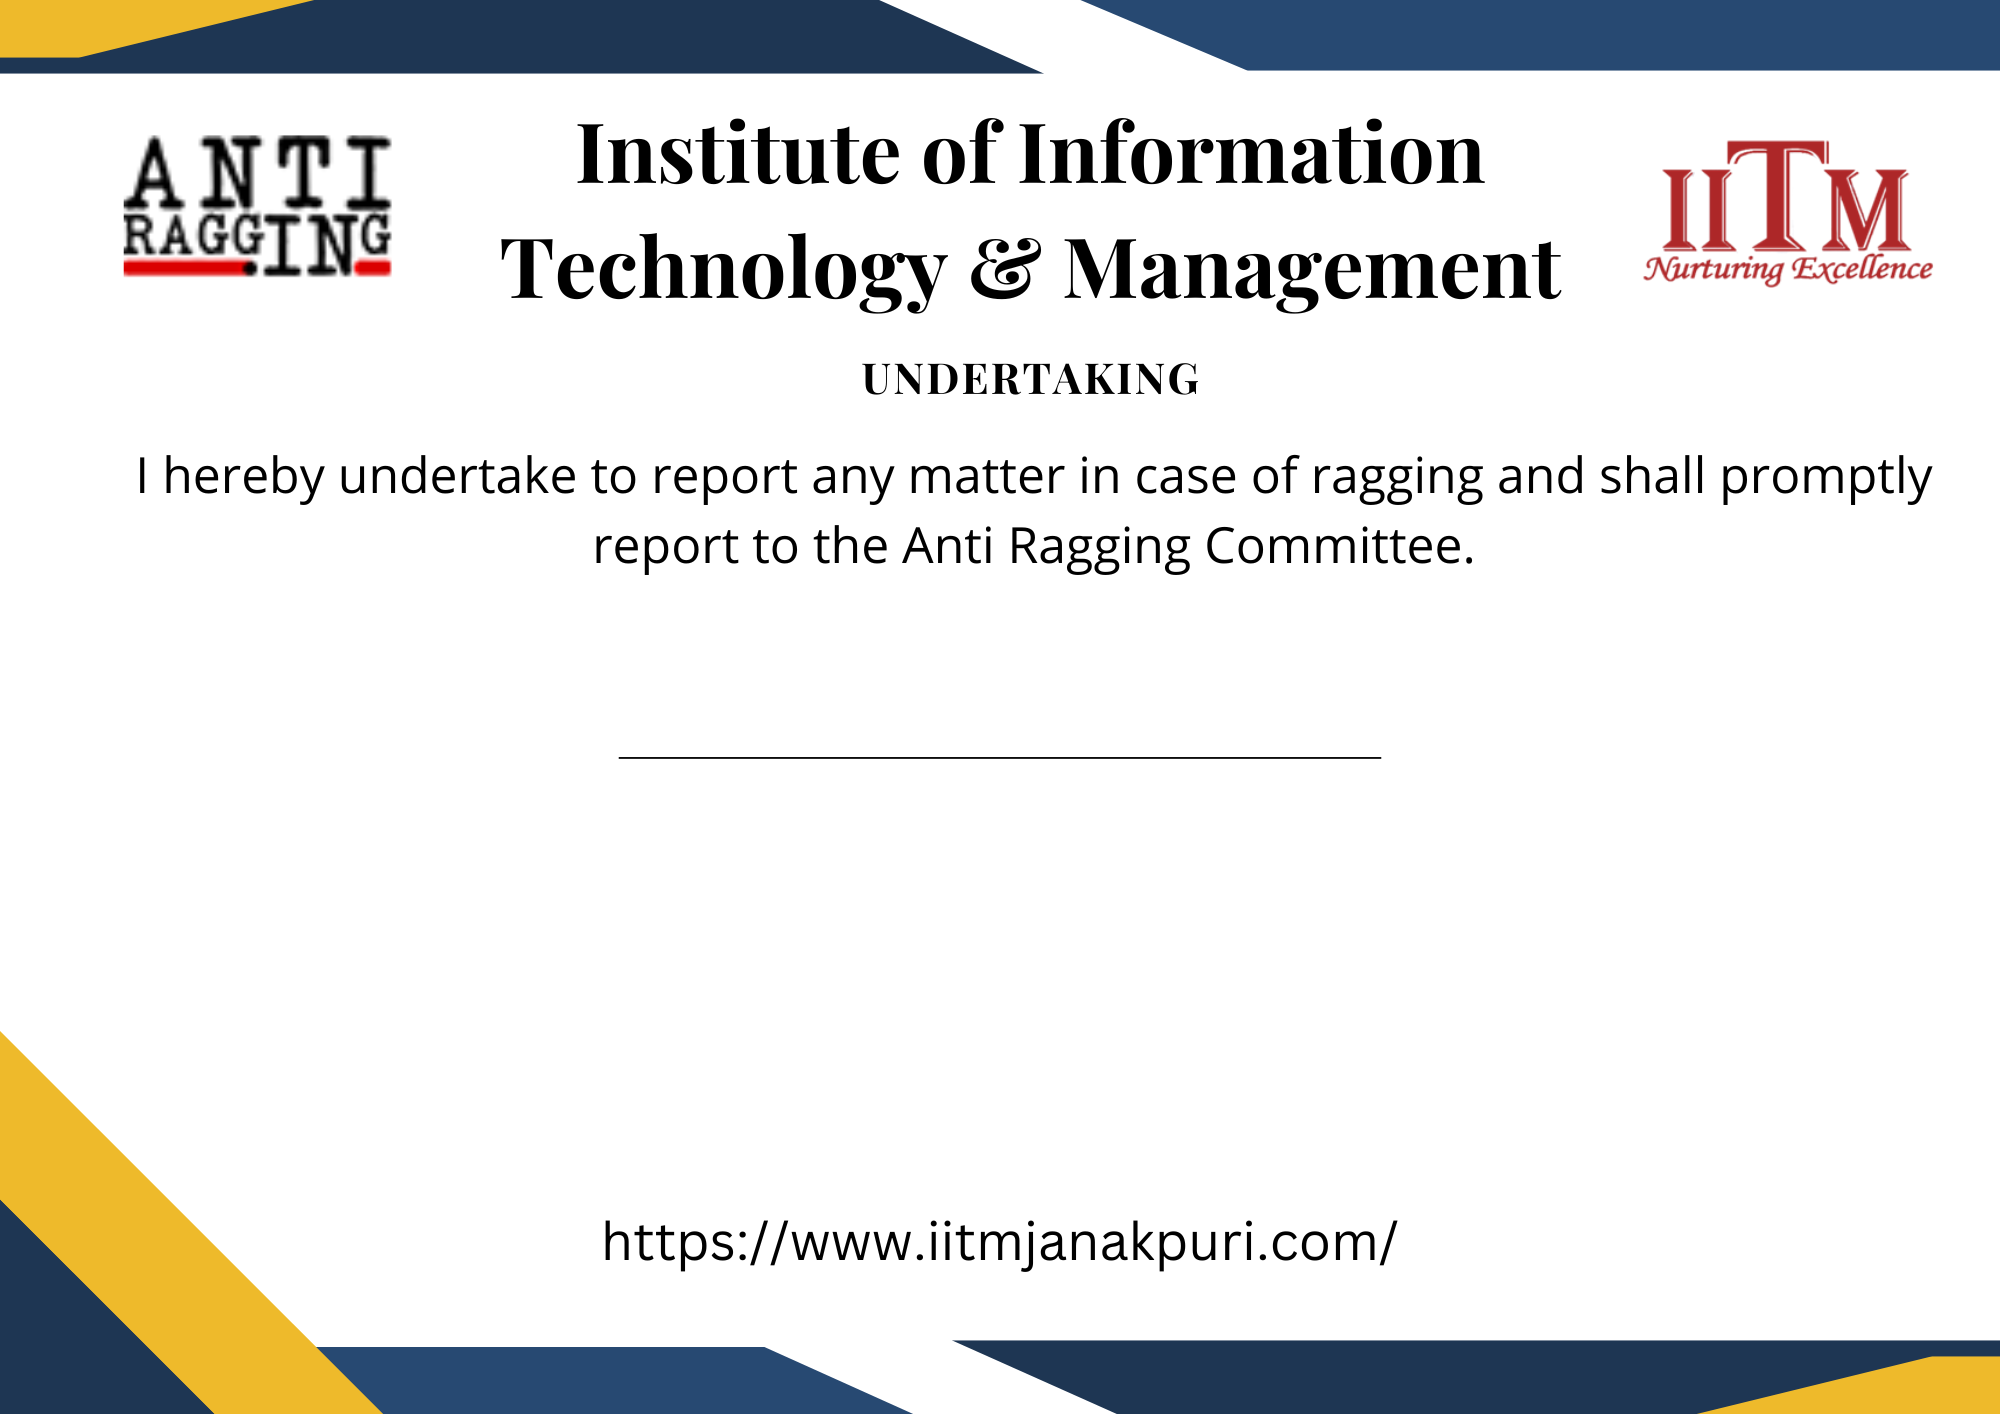 ANTI
RAGGING
Institute of Information
Technology & Management
IITM
Nurturing Excellence
UNDERTAKING
I hereby undertake to report any matter in case of ragging and shall promptly
report to the Anti Ragging Committee.
https://www.iitmjanakpuri.com/